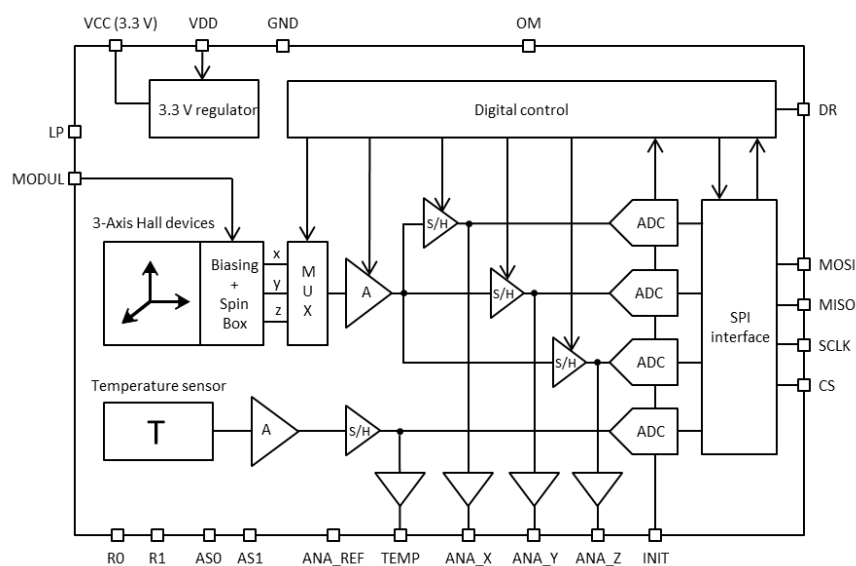 VCC (3.3 V) VDD GND OM
3.3 V regulator
Digital control
DR
LP
MODUL
3-Axis Hall devices
Biasing
+
Spin
Box
x
y
z
M
U
X
A
S/H
S/H
S/H
ADC
ADC
ADC
SPI
interface
MOSI
MISO
SCLK
CS
Temperature sensor
T
A
S/H
ADC
R0 R1 AS0 AS1 ANA_REF TEMP ANA_X ANA_Y ANA_Z INIT